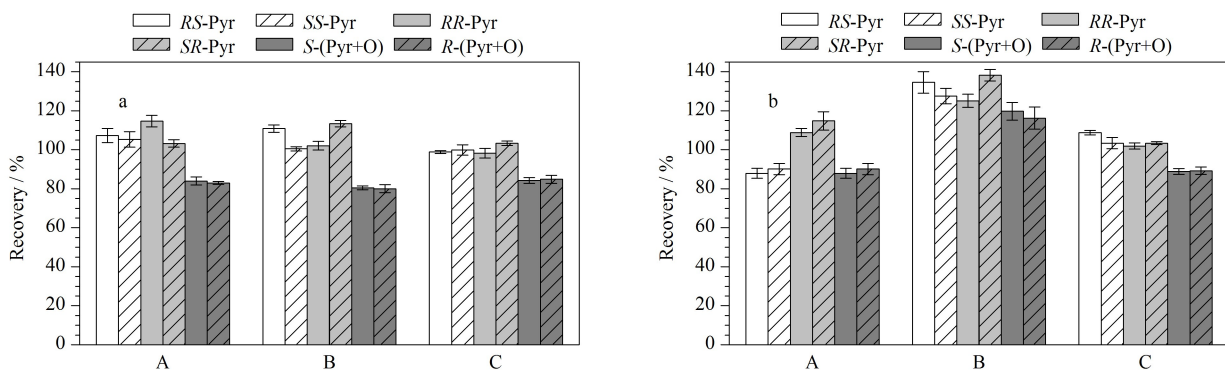 RS-Pyr SS-Pyr RR-Pyr
SR-Pyr S-(Pyr+O) R-(Pyr+O)
a
Recovery / %
140
120
100
80
60
40
20
0
A B C
RS-Pyr SS-Pyr RR-Pyr
SR-Pyr S-(Pyr+O) R-(Pyr+O)
b
Recovery / %
140
120
100
80
60
40
20
0
A B C